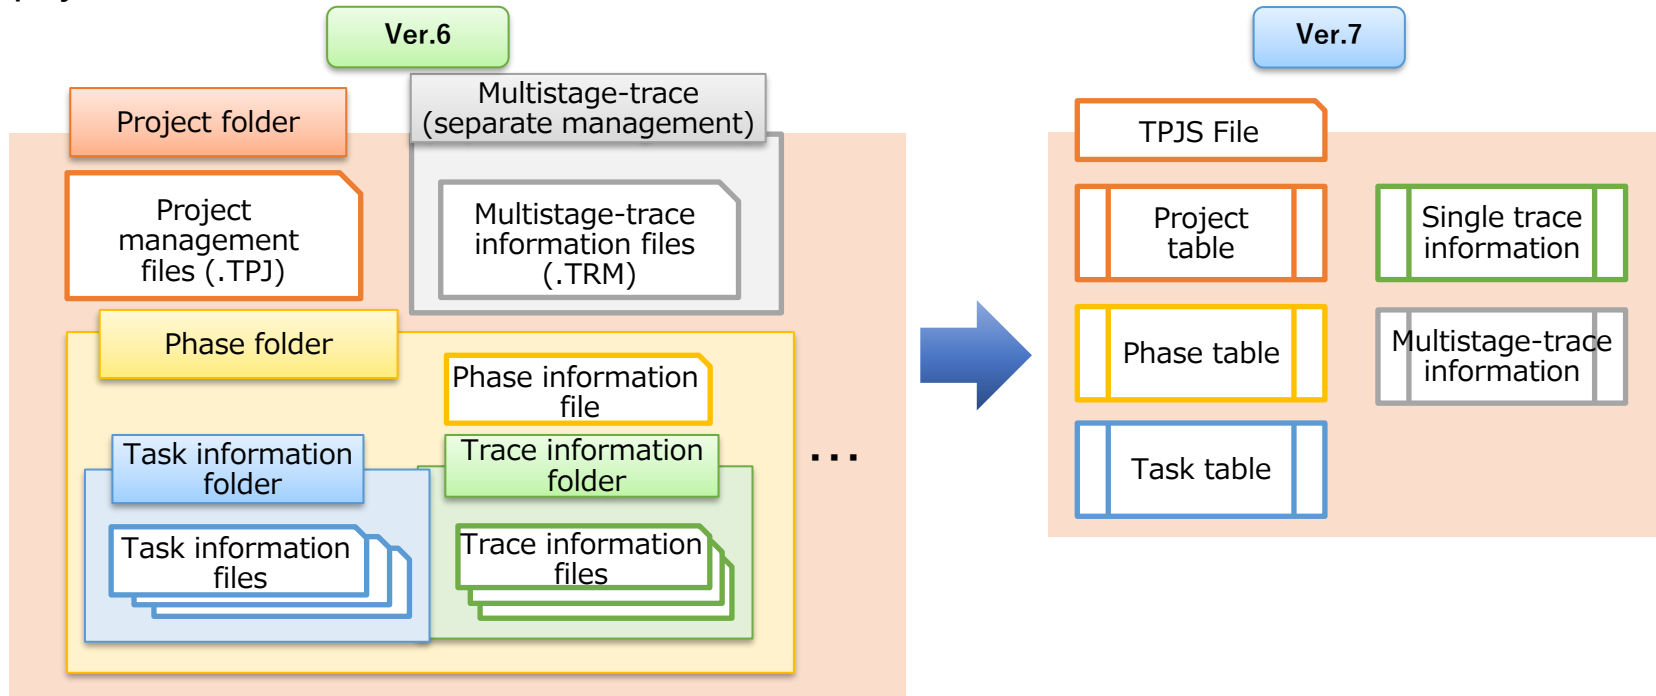 Ver.6
Ver.7
Project folder
Multistage-trace
(separate management)
Project
management
files (.TPJ)
Multistage-trace
information files
(.TRM)
Phase folder
Phase information
file
Task information
folder
Trace information
folder
Task information
files
Trace information
files
...
TPJS File
Project
table
Single trace
information
Phase table
Multistage-trace
information
Task table